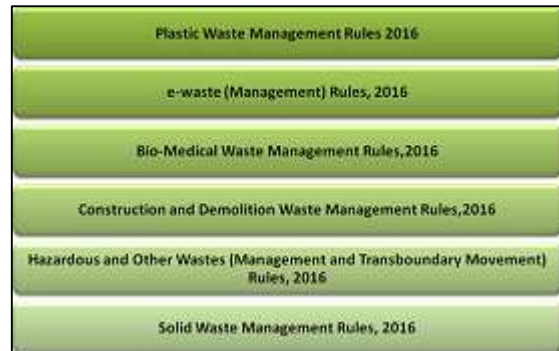 Plastic Waste Management Rules 2016
e-waste (Management) Rules, 2016
Bio-Medical Waste Management Rules,2016
Construction and Demolition Waste Management Rules,2016
Hazardous and Other Wastes (Management and Transboundary Movement)
Rules, 2016
Solid Waste Management Rules, 2016